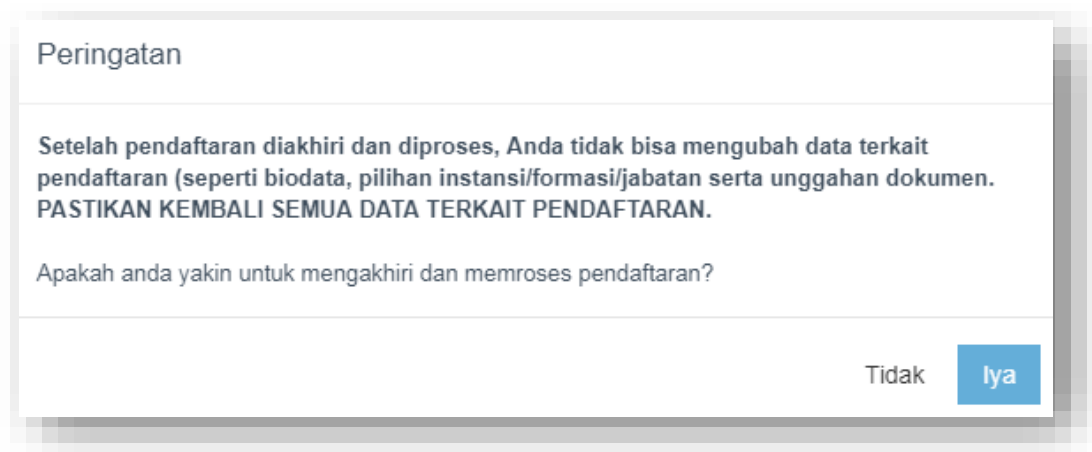 Peringatan
Setelah pendaftaran diakhiri dan diproses, Anda tidak bisa mengubah data terkait
pendaftaran (seperti biodata, pilihan instansi/formasi/jabatan serta unggahan dokumen.
PASTIKAN KEMBALI SEMUA DATA TERKAIT PENDAFTARAN.
Apakah anda yakin untuk mengakhiri dan memroses pendaftaran?
Tidak Iya